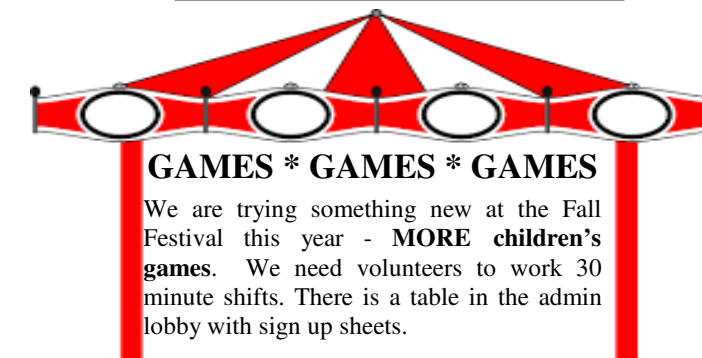 GAMES * GAMES * GAMES
We are trying something new at the Fall
Festival this year - MORE children’s
games. We need volunteers to work 30
minute shifts. There is a table in the admin
lobby with sign up sheets.